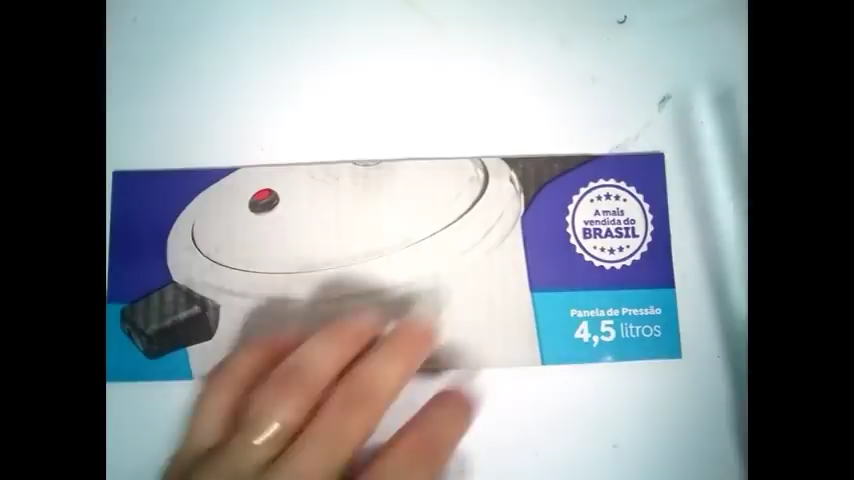 A mais
vendida do
BRASIL
Panela de Pressão
4,5 litros